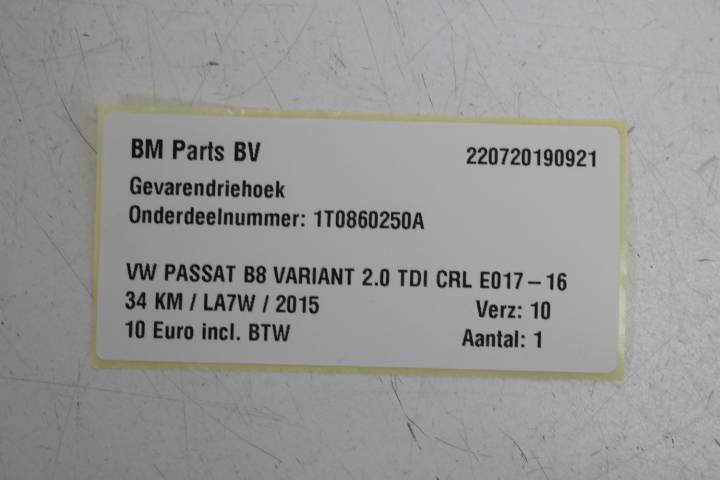 BM Parts BV 220720190921
Gevarendriehoek
Onderdeelnummer: 1T0860250A
VW PASSAT B8 VARIANT 2.0 TDI CRL E017-16
34 KM / LA7W / 2015 Verz: 10
10 Euro incl. BTW Aantal: 1